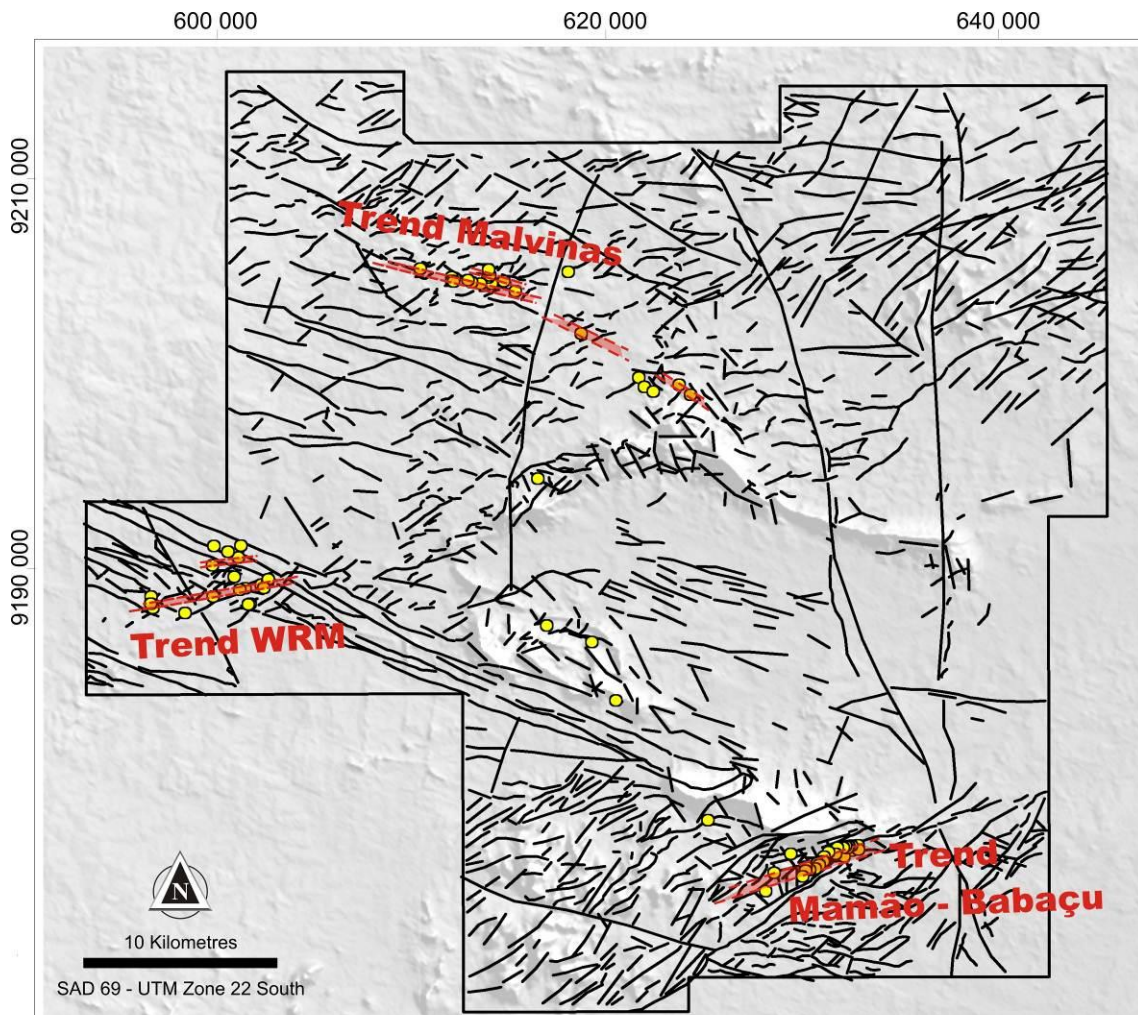 600 000 620 000 640 000
9210 000
Trend Malvinas
9190 000
Trend WRM
Trend
Mamão - Babaçu
N
10 Kilometres
SAD 69 - UTM Zone 22 South